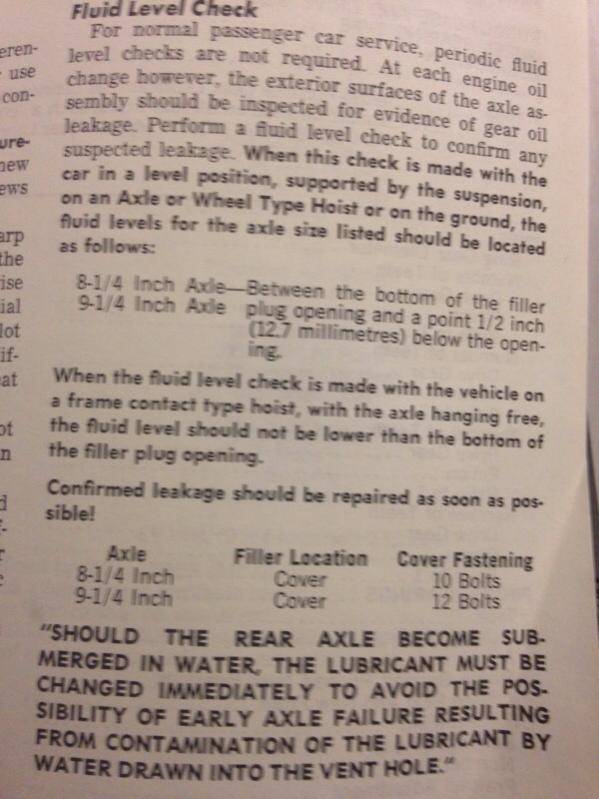 Fluid Level Check
For normal passenger car service, periodic fluid
level checks are not required. At each engine oil
change however, the exterior surfaces of the axle as-
sembly should be inspected for evidence of gear oil
leakage. Perform a fluid level check to confirm any
suspected leakage. When this check is made with the
car in a level position, supported by the suspension,
on an Axle or Wheel Type Hoist or on the ground, the
fluid levels for the axle size listed should be located
as follows:
8-1/4 Inch Axle—Between the bottom of the filler
9-1/4 Inch Axle plug opening and a point 1/2 inch
(12.7 millimetres) below the open-
ing.
When the fluid level check is made with the vehicle on
a frame contact type hoist, with the axle hanging free,
the fluid level should not be lower than the bottom of
the filler plug opening.
Confirmed leakage should be repaired as soon as pos-
sible!
Axle Filler Location Cover Fastening
8-1/4 Inch Cover 10 Bolts
9-1/4 Inch Cover 12 Bolts
"SHOULD THE REAR AXLE BECOME SUB-
MERGED IN WATER, THE LUBRICANT MUST BE
CHANGED IMMEDIATELY TO AVOID THE POS-
SIBILITY OF EARLY AXLE FAILURE RESULTING
FROM CONTAMINATION OF THE LUBRICANT BY
WATER DRAWN INTO THE VENT HOLE."